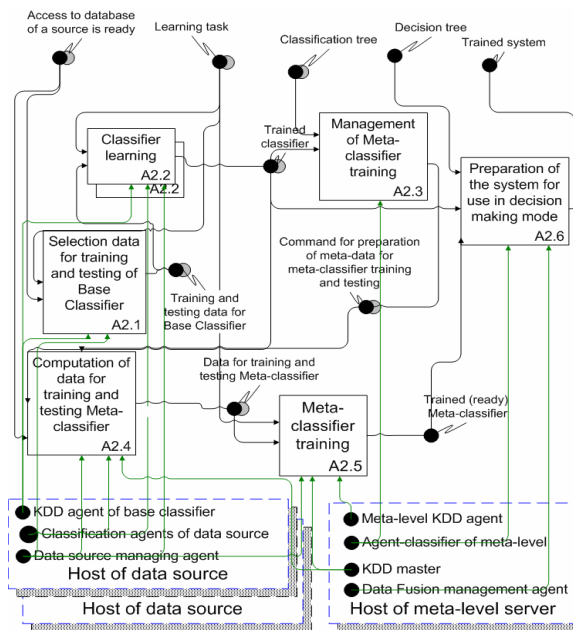 Access to database
of a source is ready
Learning task
Classification tree
Decision tree
Trained system
Classifier
learning
A2.2
A2.2
Trained
classifier
Management
of Meta-
classifier
training
A2.3
Preparation of
the system for
use in decision
making mode
A2.6
Selection data
for training
and testing of
Base
Classifier
A2.1
Training and
testing data for
Base Classifier
Command for preparation
of meta-data for
meta-classifier training
and testing
Computation of
data for
training and
testing Meta-
classifier
A2.4
Data for training and
testing Meta-classifier
Meta-
classifier
training
A2.5
Trained (ready)
Meta-classifier
KDD agent of base classifier
Classification agents of data source
Data source managing agent
Host of data source
Host of data source
Meta-level KDD agent
Agent-classifier of meta-level
KDD master
Data Fusion management agent
Host of meta-level server